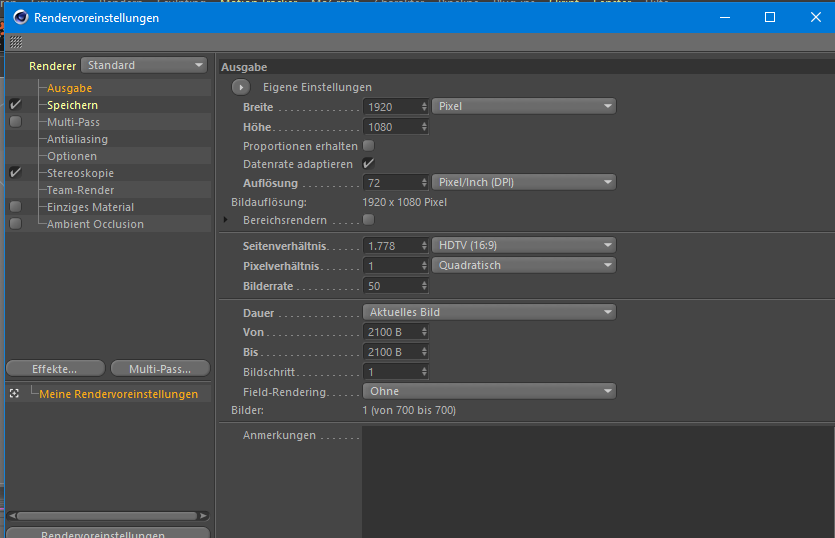 Rendervoreinstellungen
Renderer Standard
Ausgabe
Speichern
Multi-Pass
Antialiasing
Optionen
Stereoskopie
Team-Render
Einziges Material
Ambient Occlusion
Effekte... Multi-Pass...
Meine Rendervoreinstellungen
Rendervoreinstellungen...
Ausgabe
Eigene Einstellungen
Breite 1920 Pixel
Höhe 1080
Proportionen erhalten
Datenrate adaptieren
Auflösung 72 Pixel/Inch (DPI)
Bildauflösung: 1920 x 1080 Pixel
Bereichsrendern
Seitenverhältnis 1.778 HDTV (16:9)
Pixelverhältnis 1 Quadratisch
Bilderrate 50
Dauer Aktuelles Bild
Von 2100 B
Bis 2100 B
Bildschritt 1
Field-Rendering Ohne
Bilder: 1 (von 700 bis 700)
Anmerkungen